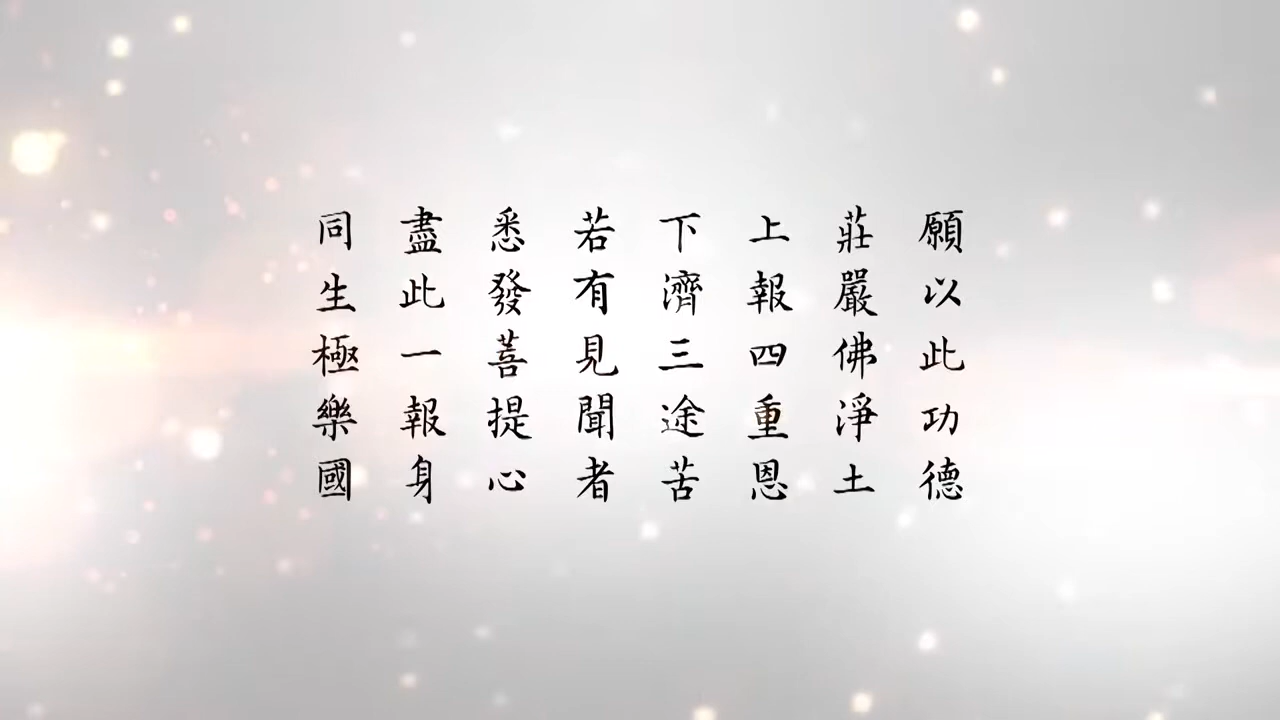 願以此功德
莊嚴佛淨土
上報四重恩
下濟三途苦
若有見聞者
悉發菩提心
盡此一報身
同生極樂國